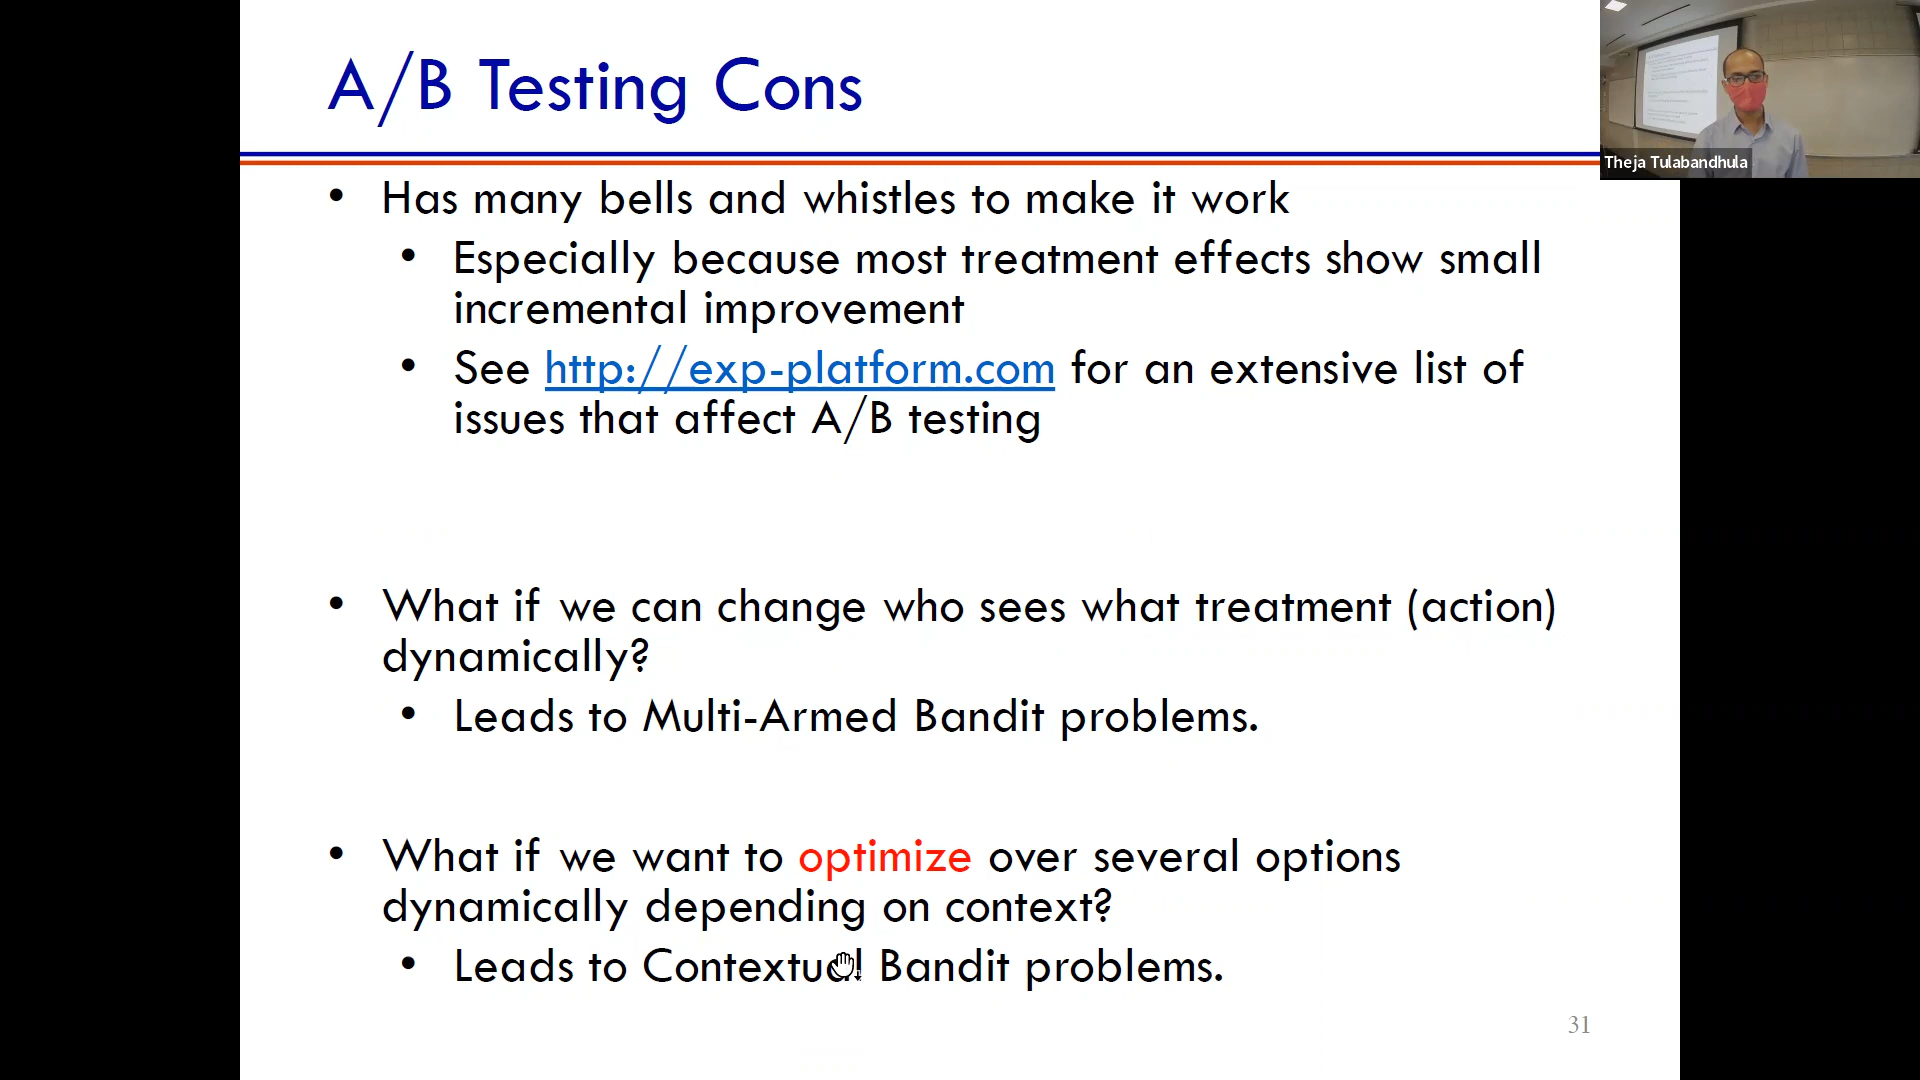 A/B Testing Cons
Theja Tulabandhula
• Has many bells and whistles to make it work
• Especially because most treatment effects show small
incremental improvement
• See http://exp-platform.com for an extensive list of
issues that affect A/B testing
• What if we can change who sees what treatment (action)
dynamically?
• Leads to Multi-Armed Bandit problems.
• What if we want to optimize over several options
dynamically depending on context?
• Leads to Contextual Bandit problems.
31